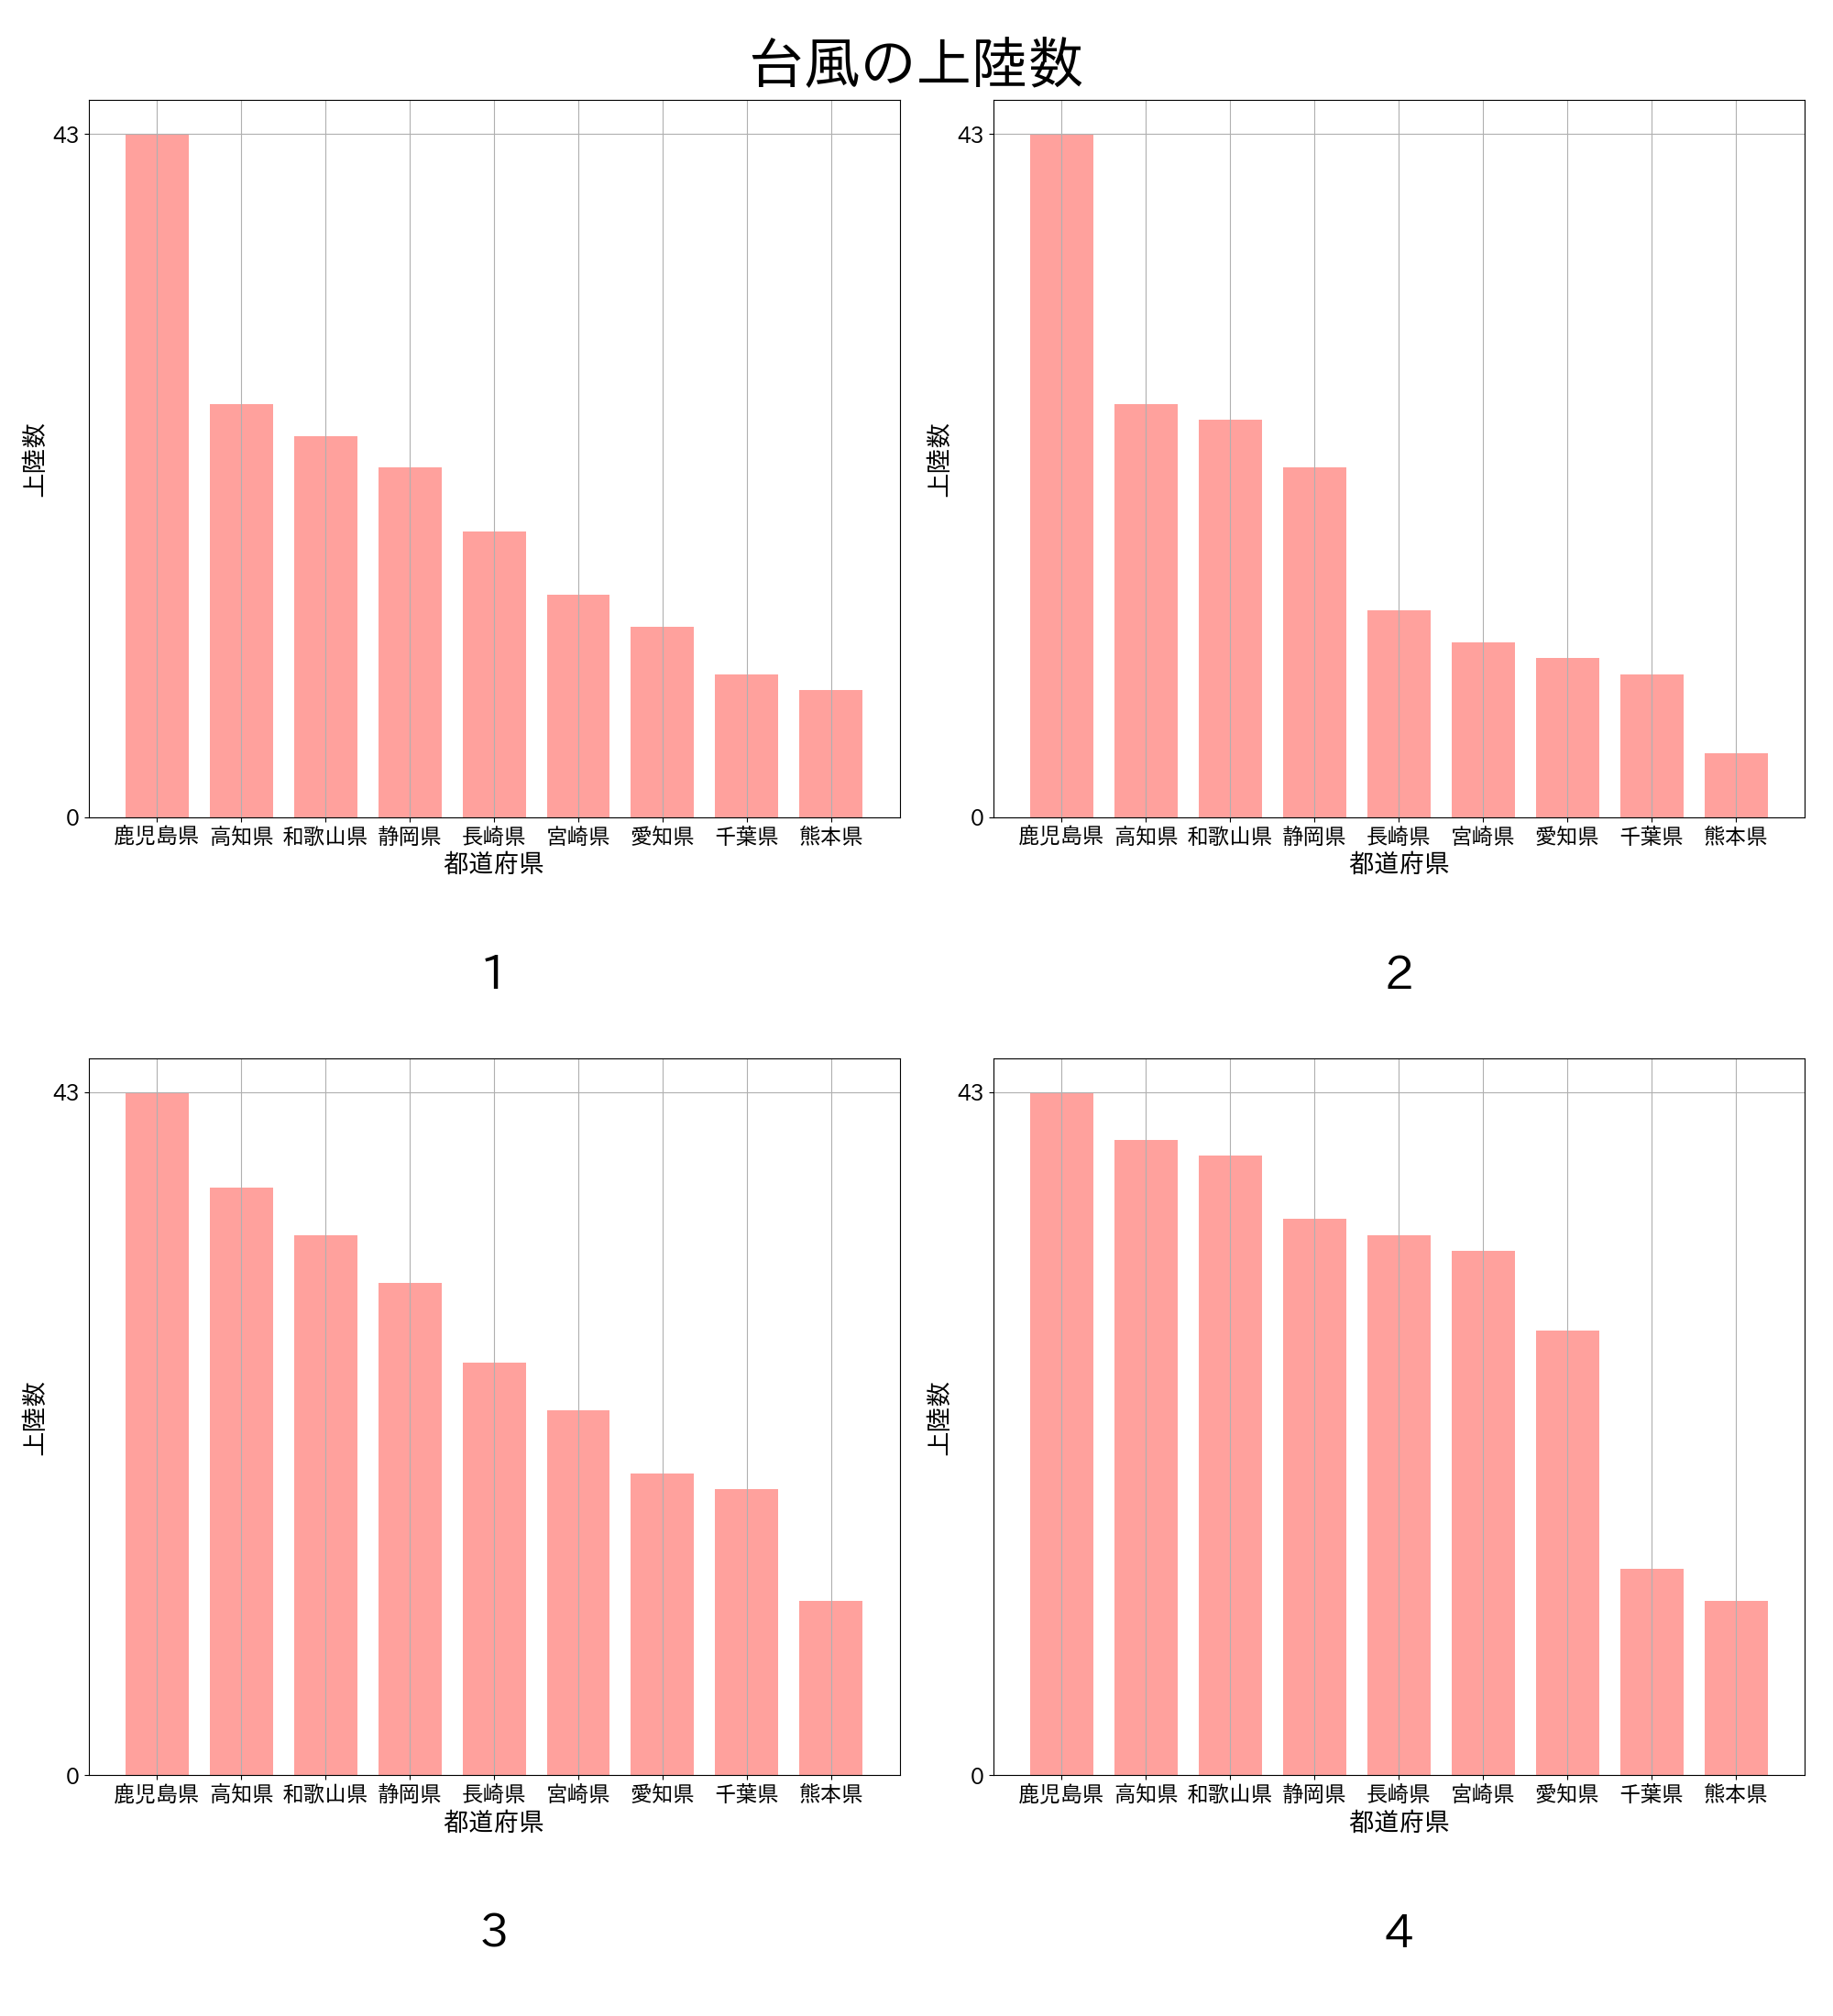 台風の上陸数
43
0
上陸数
鹿児島県 高知県 和歌山県 静岡県 長崎県 宮崎県 愛知県 千葉県 熊本県
都道府県
1
43
0
上陸数
鹿児島県 高知県 和歌山県 静岡県 長崎県 宮崎県 愛知県 千葉県 熊本県
都道府県
2
43
0
上陸数
鹿児島県 高知県 和歌山県 静岡県 長崎県 宮崎県 愛知県 千葉県 熊本県
都道府県
3
43
0
上陸数
鹿児島県 高知県 和歌山県 静岡県 長崎県 宮崎県 愛知県 千葉県 熊本県
都道府県
4